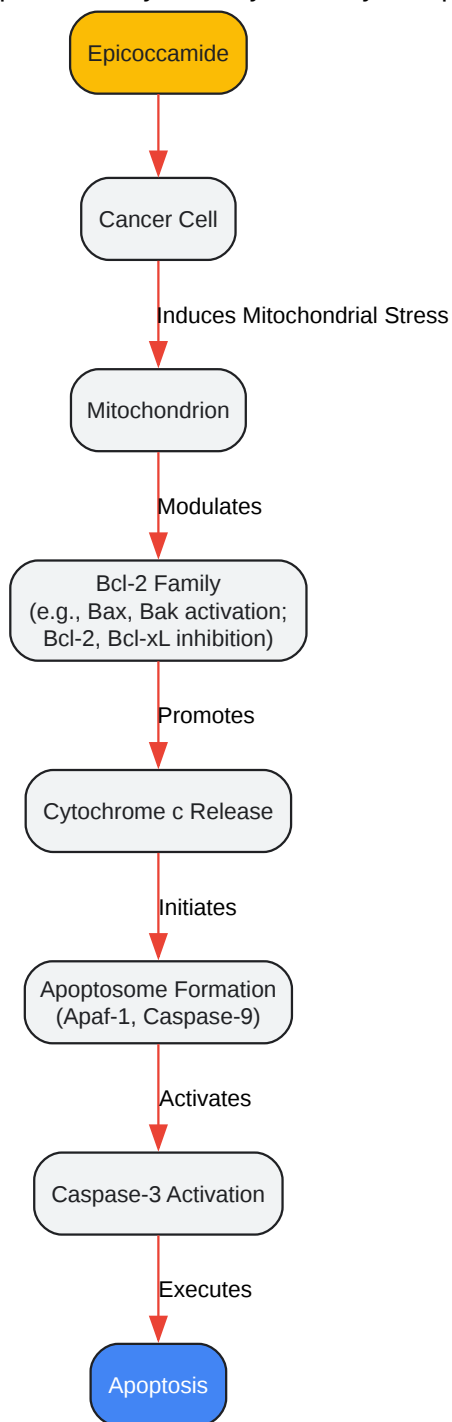 Epicoccamide
Cancer Cell
Induces Mitochondrial Stress
Mitochondrion
Modulates
Bcl-2 Family
(e.g., Bax, Bak activation;
Bcl-2, Bcl-xL inhibition)
Promotes
Cytochrome c Release
Initiates
Apoptosome Formation
(Apaf-1, Caspase-9)
Activates
Caspase-3 Activation
Executes
Apoptosis